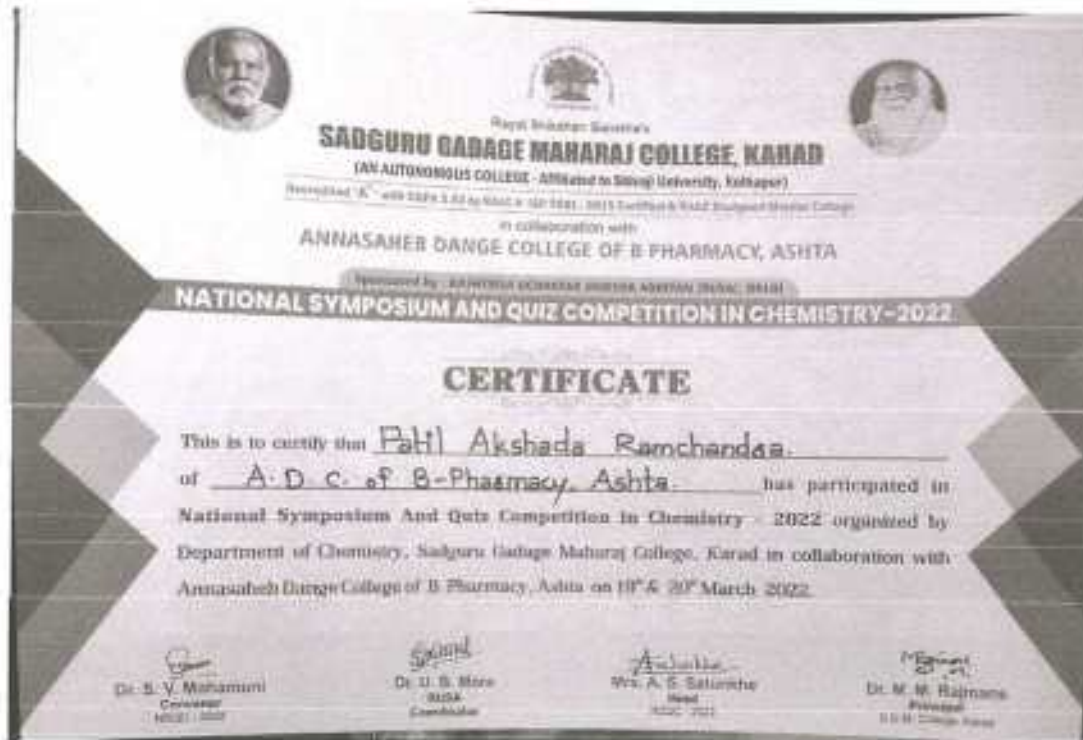 Rayat Shikshan Sanstha's
SADGURU GADAGE MAHARAJ COLLEGE, KARAD
(AN AUTONOMOUS COLLEGE - Affiliated to Shivaji University, Kolhapur)
in collaboration with
ANNASAHEB DANGE COLLEGE OF B PHARMACY, ASHTA
Sponsored by :
NATIONAL SYMPOSIUM AND QUIZ COMPETITION IN CHEMISTRY-2022
CERTIFICATE
This is to certify that Patil Akshada Ramchandra.
of A. D. C. of B-Pharmacy, Ashta. has participated in
National Symposium And Quiz Competition in Chemistry - 2022 organized by
Department of Chemistry, Sadguru Gadage Maharaj College, Karad in collaboration with
Annasaheb Dange College of B Pharmacy, Ashta on 19th & 20th March 2022.
Dr. S. V. Mahamuni
Convener
Dr. U. B. More
RUSA
Coordinator
Mrs. A. S. Salunkhe
Head
Dr. M. M. Rajmane
Principal